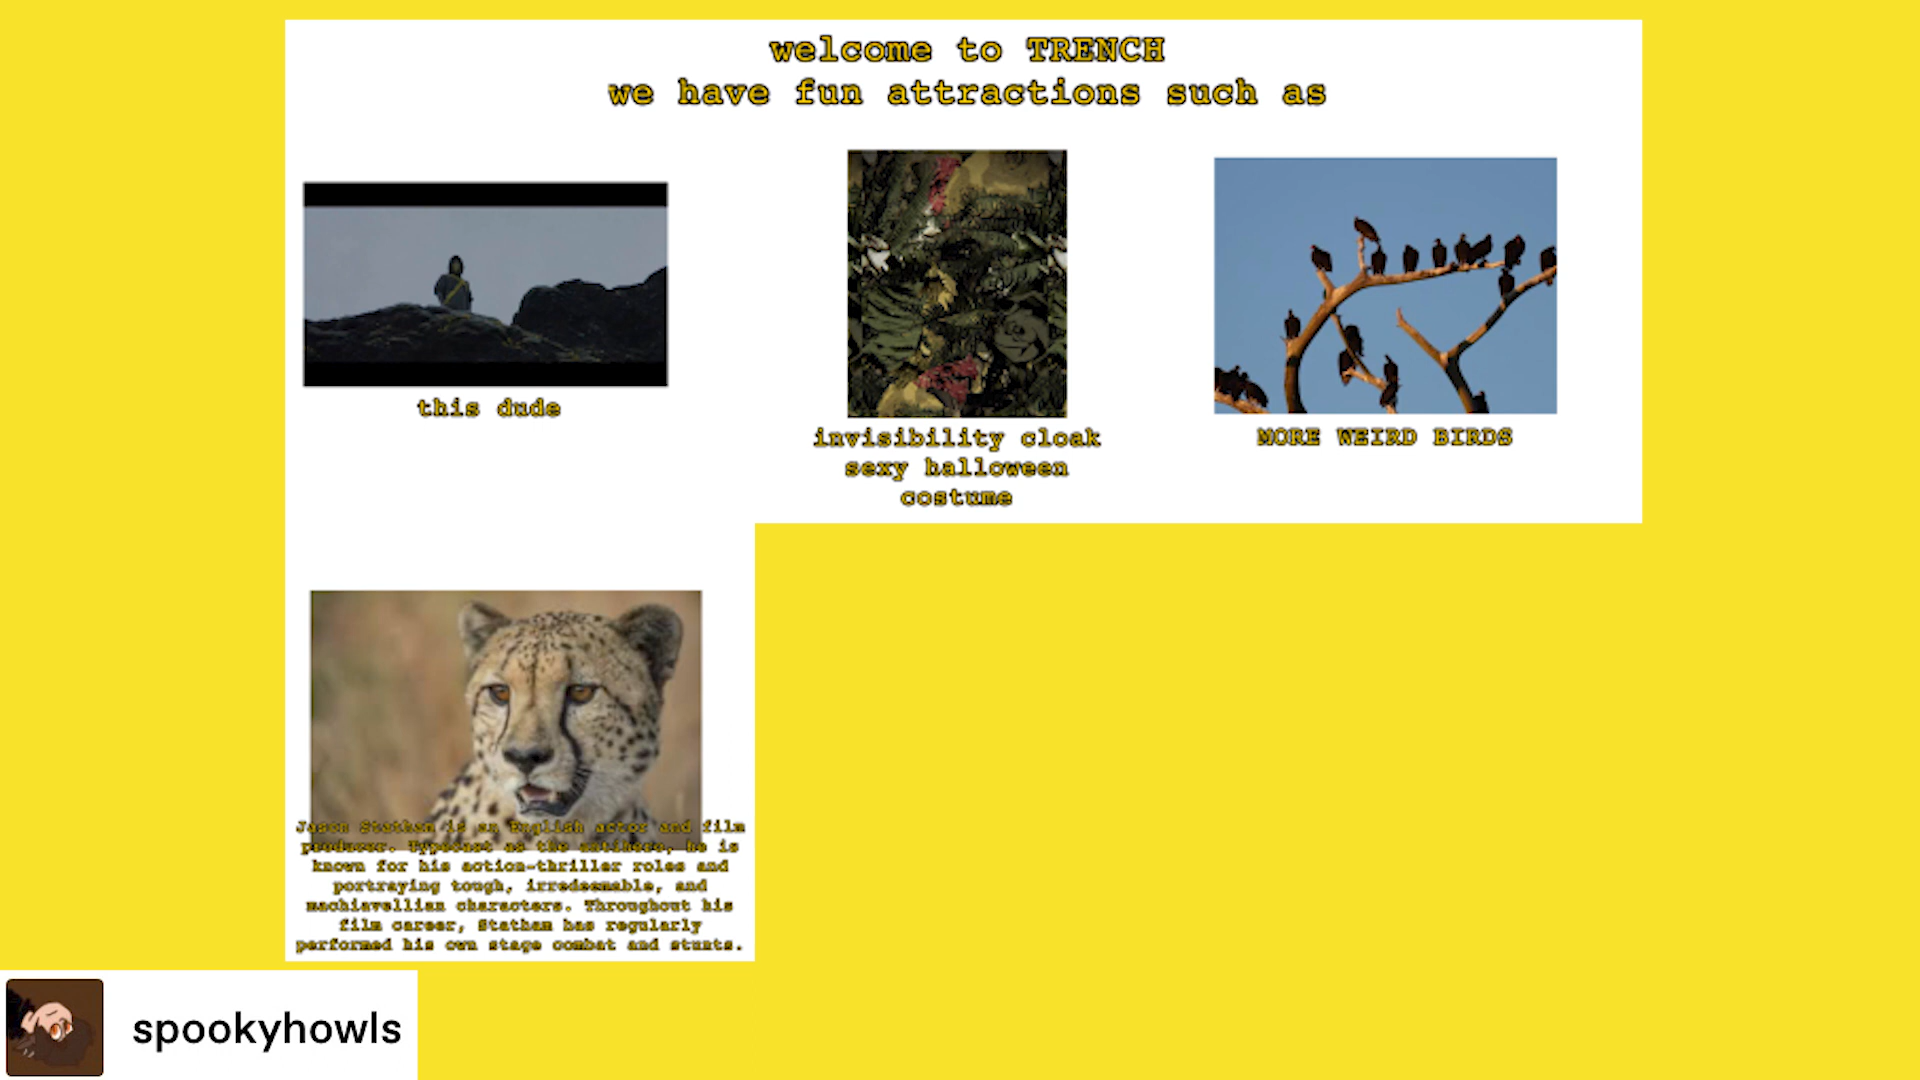 welcome to TRENCH
we have fun attractions such as
this dude
invisibility cloak
sexy halloween
costume
MORE WEIRD BIRDS
Jason Statham is an English actor and film
producer. Typecast as the antihero, he is
known for his action-thriller roles and
portraying tough, irredeemable, and
machiavellian characters. Throughout his
film career, Statham has regularly
performed his own stage combat and stunts.
spookyhowls